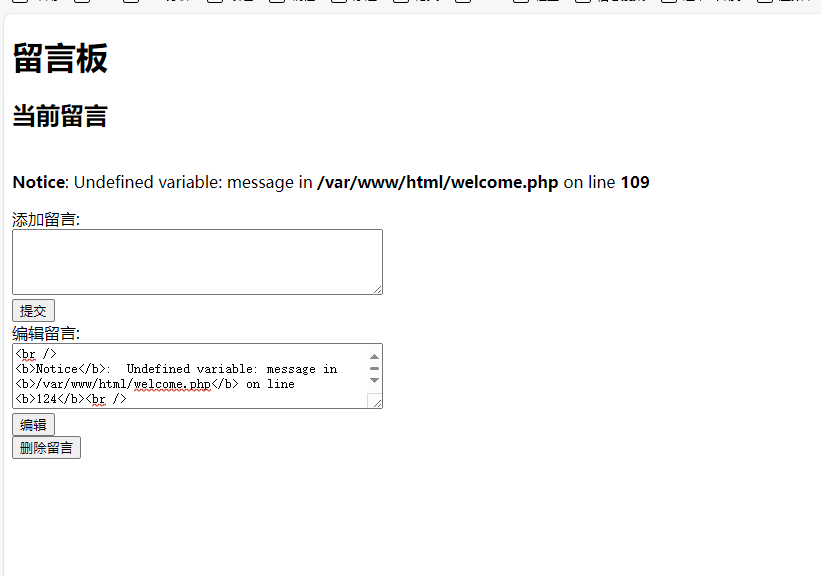 留言板
当前留言
Notice: Undefined variable: message in /var/www/html/welcome.php on line 109
添加留言:
提交
编辑留言:
<br />
<b>Notice</b>:  Undefined variable: message in
<b>/var/www/html/welcome.php</b> on line
<b>124</b><br />
编辑
删除留言